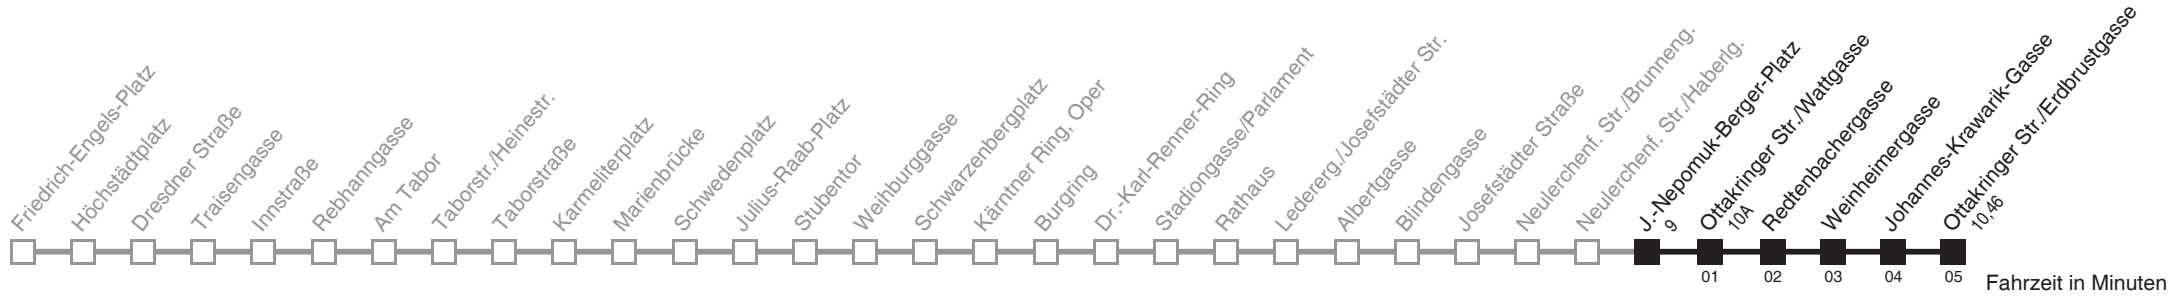 Friedrich-Engels-Platz
Höchstädtplatz
Dresdner Straße
Traisengasse
Innstraße
Rebhanngasse
Am Tabor
Taborstr./Heinestr.
Taborstraße
Karmeliterplatz
Marienbrücke
Schwedenplatz
Julius-Raab-Platz
Stubentor
Weihburggasse
Schwarzenbergplatz
Kärntner Ring, Oper
Burgring
Dr.-Karl-Renner-Ring
Stadiongasse/Parlament
Rathaus
Ledererg./Josefstädter Str.
Albertgasse
Blindengasse
Josefstädter Straße
Neulerchenf. Str./Brunneng.
Neulerchenf. Str./Haberlg.
J.-Nepomuk-Berger-Platz
9
Ottakringer Str./Wattgasse
10A
Redtenbachergasse
Weinheimergasse
Johannes-Krawarik-Gasse
Ottakringer Str./Erdbrustgasse
10,46
01 02 03 04 05 Fahrzeit in Minuten